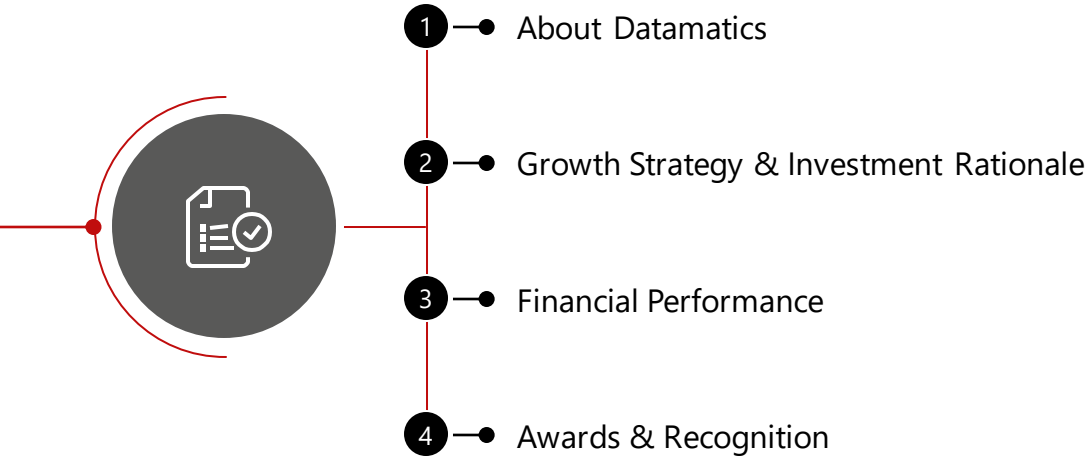 1 About Datamatics
2 Growth Strategy & Investment Rationale
3 Financial Performance
4 Awards & Recognition